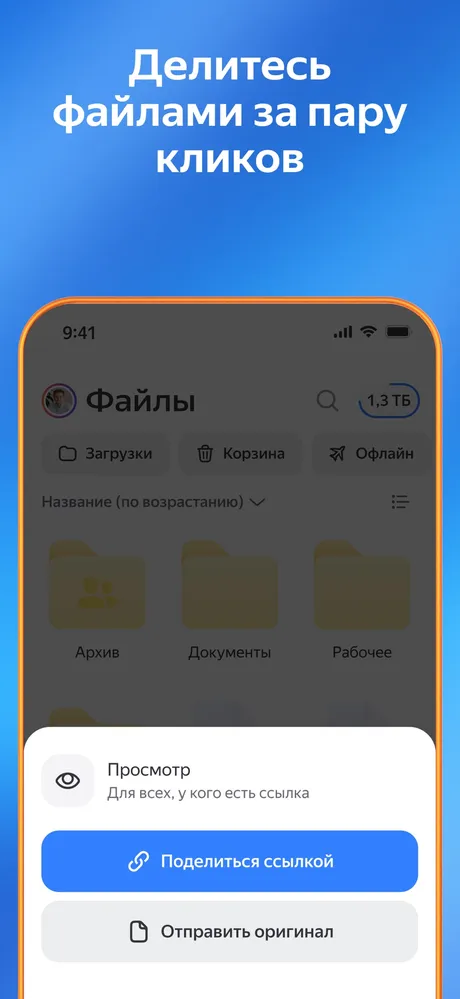 Делитесь
файлами за пару
кликов
9:41
Файлы
1,3 ТБ
Загрузки
Корзина
Офлайн
Название (по возрастанию)
Архив
Документы
Рабочее
Просмотр
Для всех, у кого есть ссылка
Поделиться ссылкой
Отправить оригинал